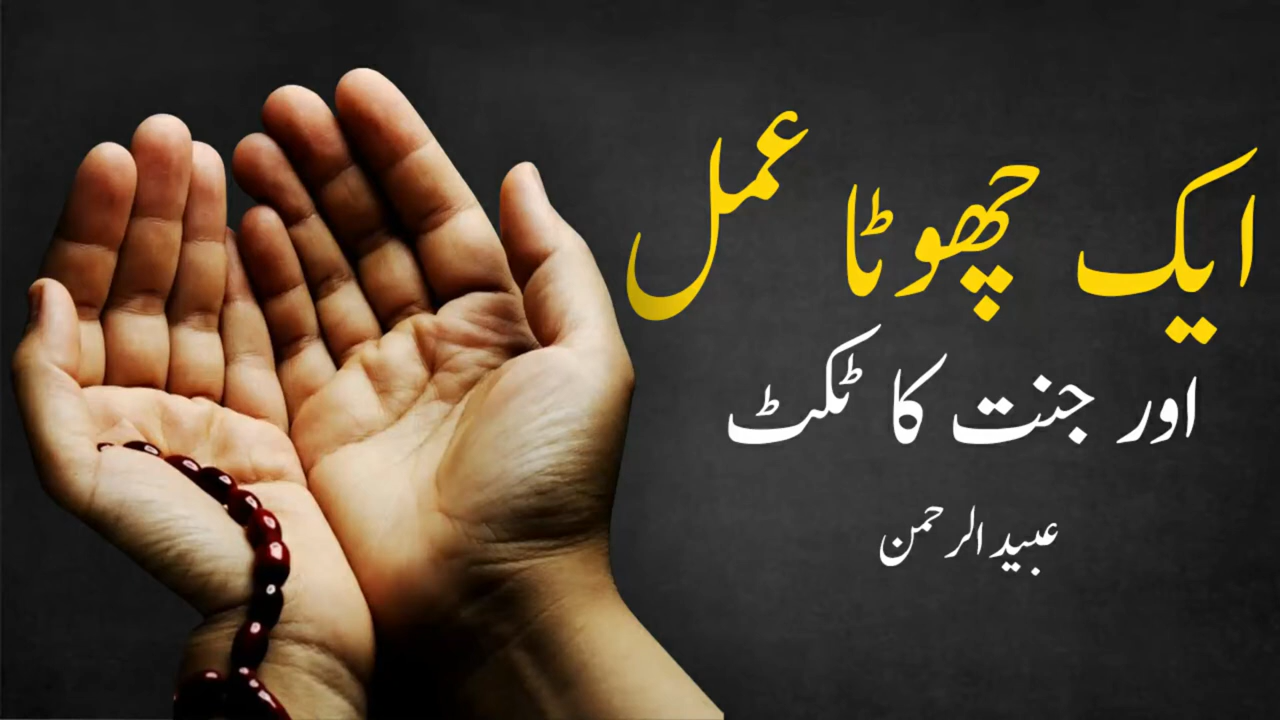 ایک چھوٹا عمل
اور جنت کا ٹکٹ
عبید الرحمن